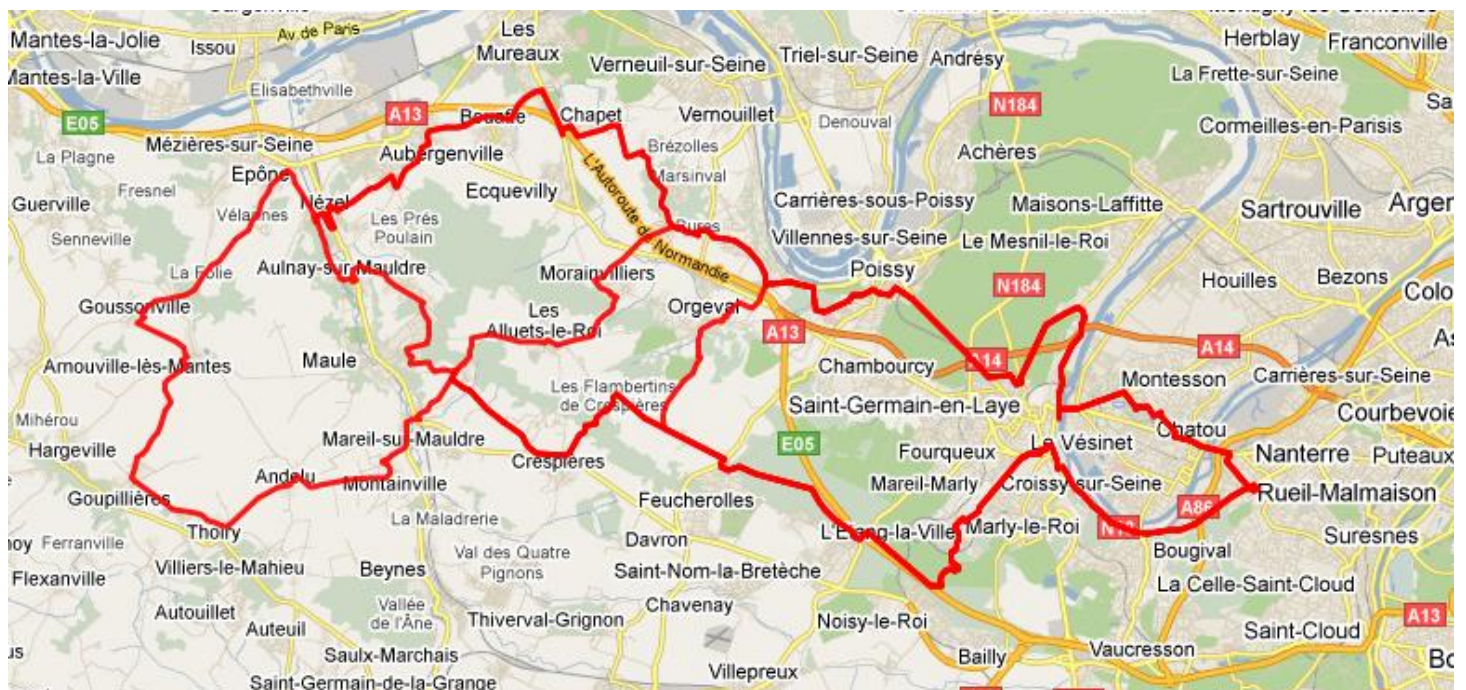 Mantes-la-Jolie
Issou
Av. de Paris
Les
Mureaux
Verneuil-sur-Seine
Triel-sur-Seine
Andrésy
Herblay
Franconville
Mantes-la-Ville
Elisabethville
La Frette-sur-Seine
E05
A13
Bouafle
Chapet
Vernouillet
Denouval
N184
Cormeilles-en-Parisis
Mézières-sur-Seine
La Plagne
Aubergenville
Brézolles
Achères
Fresnel
Epône
Ecquevilly
Marsinval
L'Autoroute de Normandie
Guerville
Nézel
Vélannes
Les Prés
Poulain
Bures
Carrières-sous-Poissy
Maisons-Laffitte
Sartrouville
Senneville
Villennes-sur-Seine
Le Mesnil-le-Roi
La Folie
Aulnay-sur-Mauldre
Morainvilliers
Poissy
Houilles
Bezons
N184
Goussonville
Les
Alluets-le-Roi
Orgeval
A13
A14
A14
Arnouville-lès-Mantes
Maule
Les Flambertins
de Crespières
Chambourcy
Montesson
Carrières-sur-Seine
Saint-Germain-en-Laye
Courbevoie
Mihérou
Hargeville
Mareil-sur-Mauldre
Crespières
E05
Fourqueux
Le Vésinet
Chatou
Nanterre
Puteaux
Andelu
Montainville
Feucherolles
Mareil-Marly
Croissy-sur-Seine
Rueil-Malmaison
Goupillières
La Maladrerie
L'Etang-la-Ville
Marly-le-Roi
A86
Suresnes
Thoiry
Ferranville
Davron
Bougival
Flexanville
Villiers-le-Mahieu
Beynes
Val des Quatre
Pignons
Saint-Nom-la-Bretèche
La Celle-Saint-Cloud
Autouillet
Vallée
de l'Âne
Chavenay
Auteuil
Thiverval-Grignon
Noisy-le-Roi
A13
Saint-Cloud
Saulx-Marchais
Villepreux
Bailly
Vaucresson
Saint-Germain-de-la-Grange